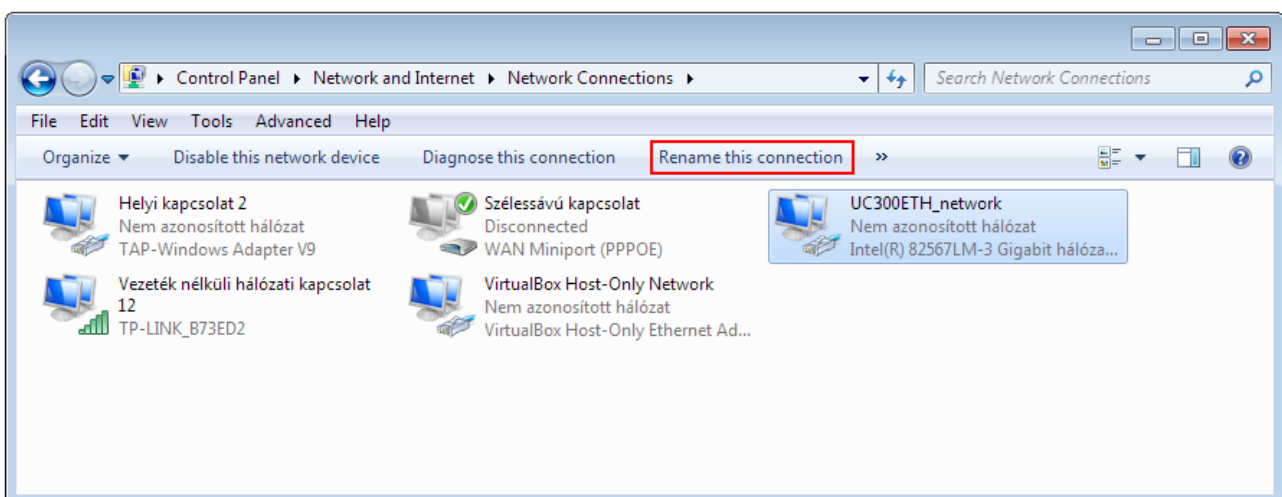 Control Panel ▸ Network and Internet ▸ Network Connections ▸
Search Network Connections
File Edit View Tools Advanced Help
Organize Disable this network device Diagnose this connection Rename this connection »
Helyi kapcsolat 2
Nem azonosított hálózat
TAP-Windows Adapter V9
Szélessávú kapcsolat
Disconnected
WAN Miniport (PPPOE)
UC300ETH_network
Nem azonosított hálózat
Intel(R) 82567LM-3 Gigabit hálóza...
Vezeték nélküli hálózati kapcsolat
12
TP-LINK_B73ED2
VirtualBox Host-Only Network
Nem azonosított hálózat
VirtualBox Host-Only Ethernet Ad...